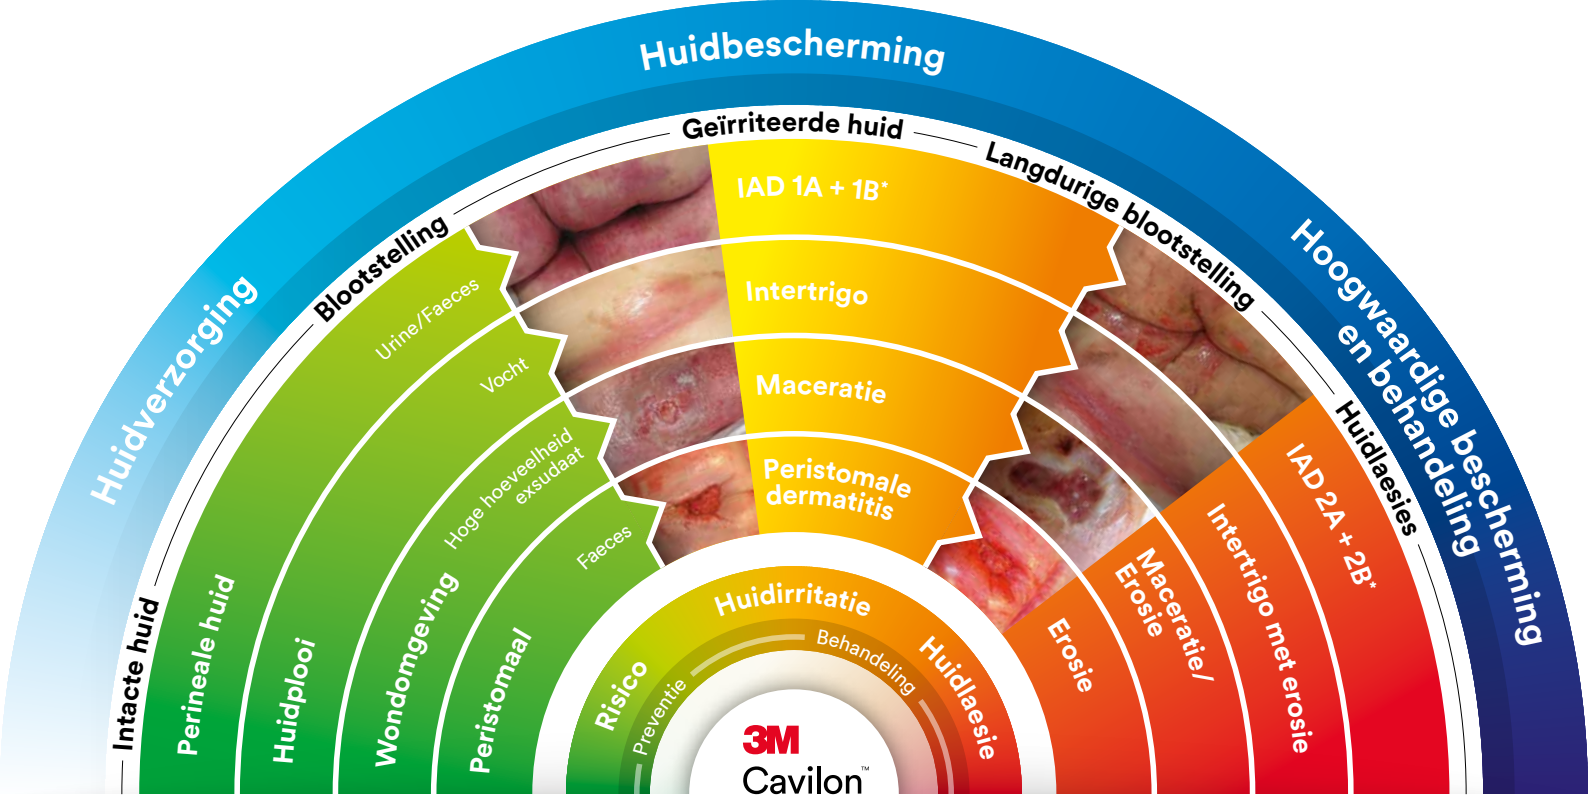 Huidverzorging
Huidbescherming
Hoogwaardige bescherming
en behandeling
Intacte huid
Blootstelling
Geïrriteerde huid
Langdurige blootstelling
Huidlaesies
Perineale huid
Urine/Faeces
IAD 1A + 1B*
IAD 2A + 2B*
Huidplooi
Vocht
Intertrigo
Intertrigo met erosie
Wondomgeving
Hoge hoeveelheid
exsudaat
Maceratie
Maceratie/
Erosie
Peristomaal
Faeces
Peristomale
dermatitis
Erosie
Risico
Huidirritatie
Huidlaesie
Preventie
Behandeling
3M
Cavilon™